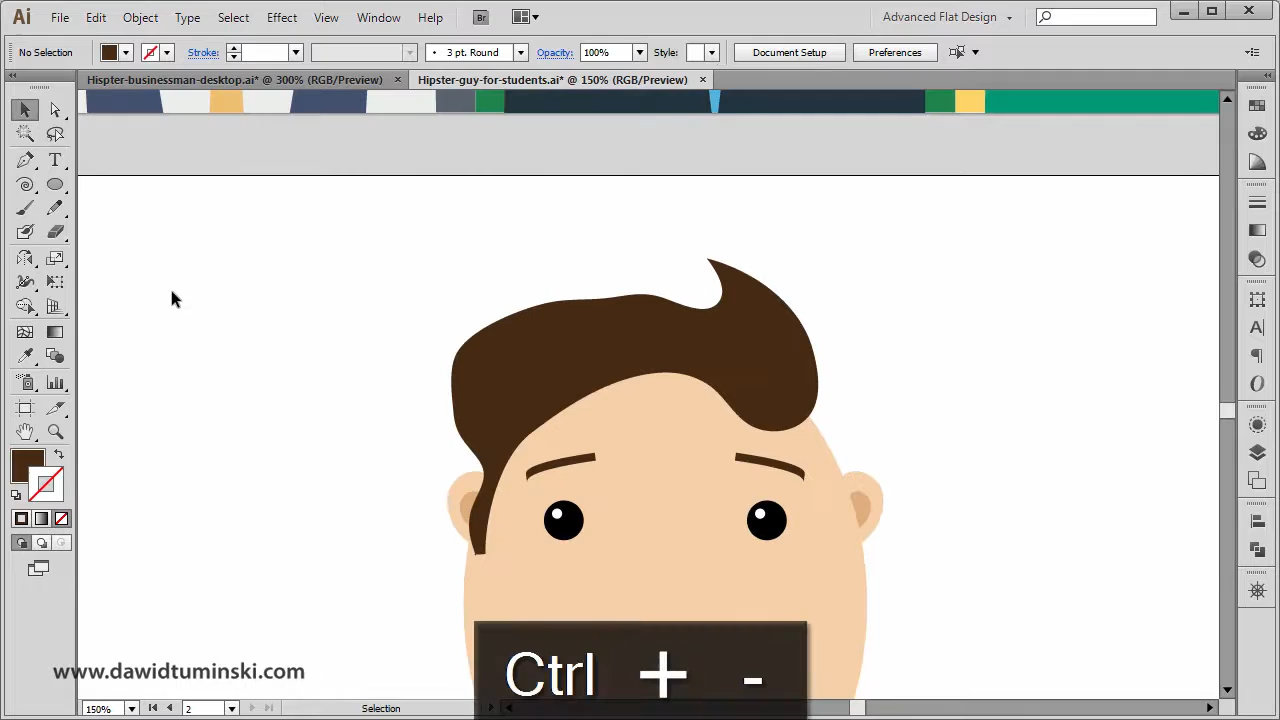 Ai File Edit Object Type Select Effect View Window Help Br Advanced Flat Design
No Selection Stroke: 3 pt. Round Opacity: 100% Style: Document Setup Preferences
Hispter-businessman-desktop.ai* @ 300% (RGB/Preview) × Hipster-guy-for-students.ai* @ 150% (RGB/Preview) ×
Ctrl + -
www.dawidtuminski.com
150% 2 Selection